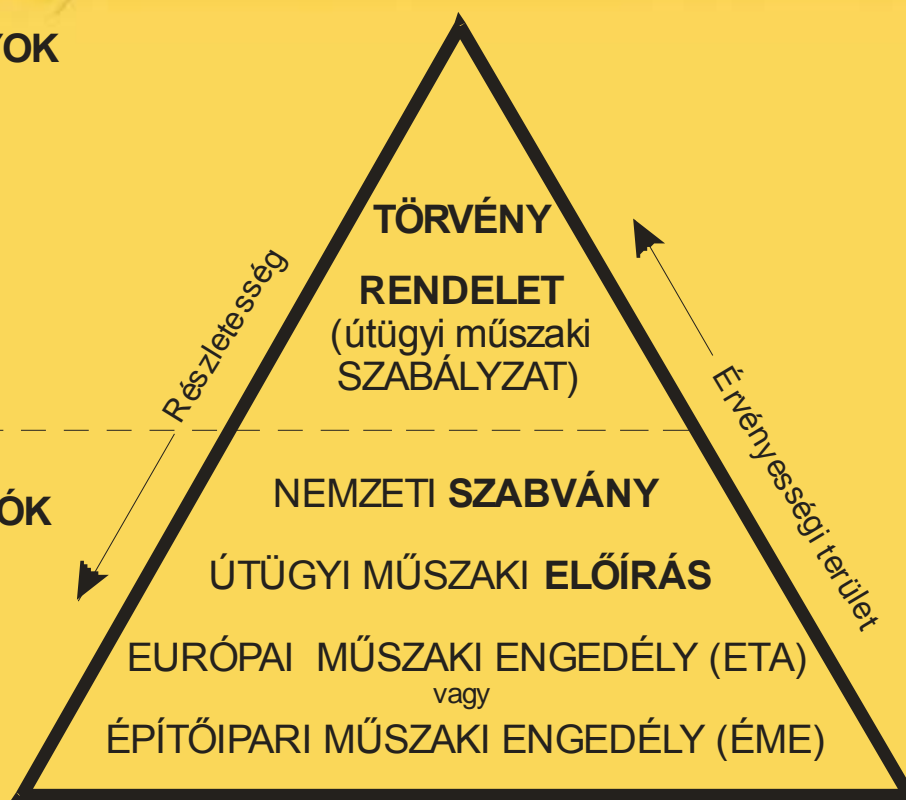 YOK
TÖRVÉNY
RENDELET
(útügyi műszaki
SZABÁLYZAT)
Részletesség
Érvényességi terület
NEMZETI SZABVÁNY
ÓK
ÚTÜGYI MŰSZAKI ELŐÍRÁS
EURÓPAI MŰSZAKI ENGEDÉLY (ETA)
vagy
ÉPÍTŐIPARI MŰSZAKI ENGEDÉLY (ÉME)